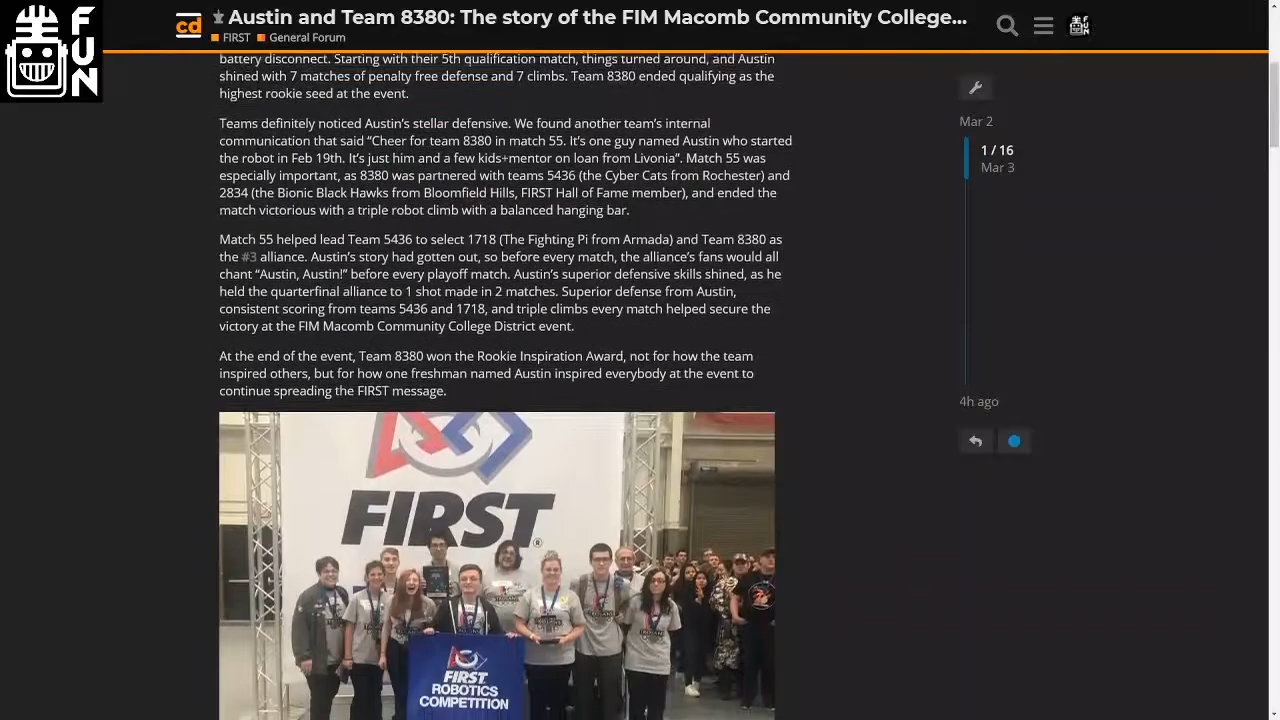 FUN
cd
Austin and Team 8380: The story of the FIM Macomb Community College...
FIRST General Forum
battery disconnect. Starting with their 5th qualification match, things turned around, and Austin
shined with 7 matches of penalty free defense and 7 climbs. Team 8380 ended qualifying as the
highest rookie seed at the event.
Teams definitely noticed Austin’s stellar defensive. We found another team’s internal
communication that said “Cheer for team 8380 in match 55. It’s one guy named Austin who started
the robot in Feb 19th. It’s just him and a few kids+mentor on loan from Livonia”. Match 55 was
especially important, as 8380 was partnered with teams 5436 (the Cyber Cats from Rochester) and
2834 (the Bionic Black Hawks from Bloomfield Hills, FIRST Hall of Fame member), and ended the
match victorious with a triple robot climb with a balanced hanging bar.
Match 55 helped lead Team 5436 to select 1718 (The Fighting Pi from Armada) and Team 8380 as
the #3 alliance. Austin’s story had gotten out, so before every match, the alliance’s fans would all
chant “Austin, Austin!” before every playoff match. Austin’s superior defensive skills shined, as he
held the quarterfinal alliance to 1 shot made in 2 matches. Superior defense from Austin,
consistent scoring from teams 5436 and 1718, and triple climbs every match helped secure the
victory at the FIM Macomb Community College District event.
At the end of the event, Team 8380 won the Rookie Inspiration Award, not for how the team
inspired others, but for how one freshman named Austin inspired everybody at the event to
continue spreading the FIRST message.
Mar 2
1 / 16
Mar 3
4h ago
FIRST
FIRST
ROBOTICS
COMPETITION